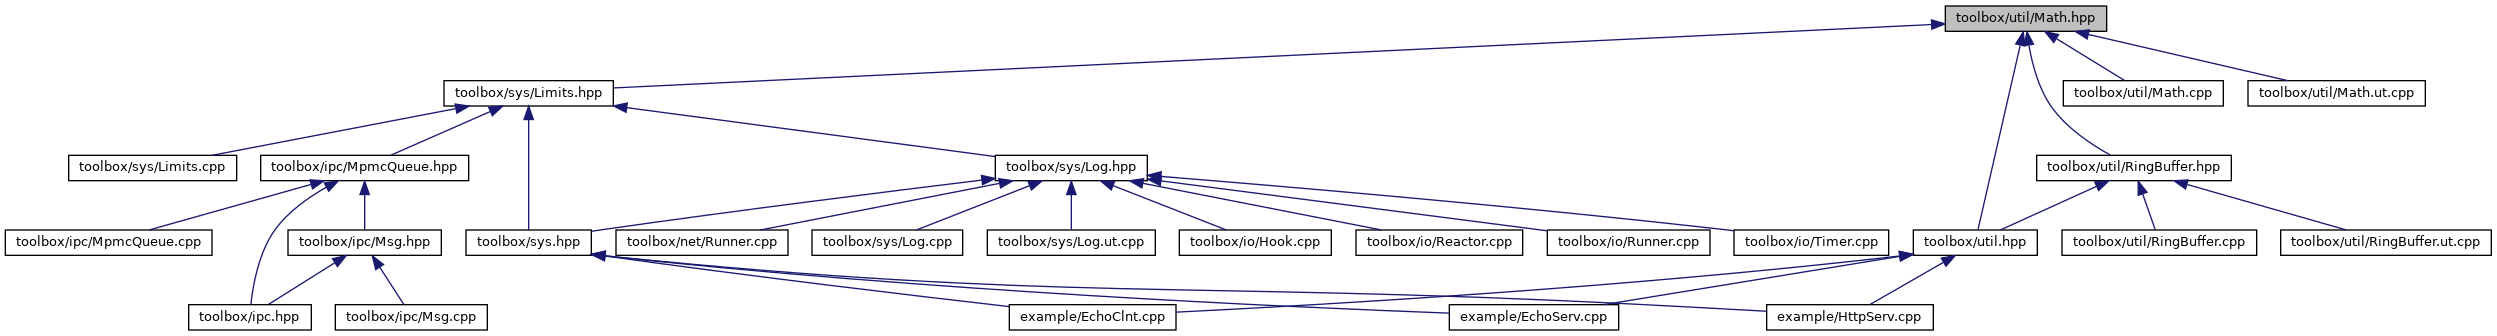 toolbox/util/Math.hpp
toolbox/sys/Limits.hpp
toolbox/util/Math.cpp
toolbox/util/Math.ut.cpp
toolbox/sys/Limits.cpp
toolbox/ipc/MpmcQueue.hpp
toolbox/sys/Log.hpp
toolbox/util/RingBuffer.hpp
toolbox/ipc/MpmcQueue.cpp
toolbox/ipc/Msg.hpp
toolbox/sys.hpp
toolbox/net/Runner.cpp
toolbox/sys/Log.cpp
toolbox/sys/Log.ut.cpp
toolbox/io/Hook.cpp
toolbox/io/Reactor.cpp
toolbox/io/Runner.cpp
toolbox/io/Timer.cpp
toolbox/util.hpp
toolbox/util/RingBuffer.cpp
toolbox/util/RingBuffer.ut.cpp
toolbox/ipc.hpp
toolbox/ipc/Msg.cpp
example/EchoClnt.cpp
example/EchoServ.cpp
example/HttpServ.cpp